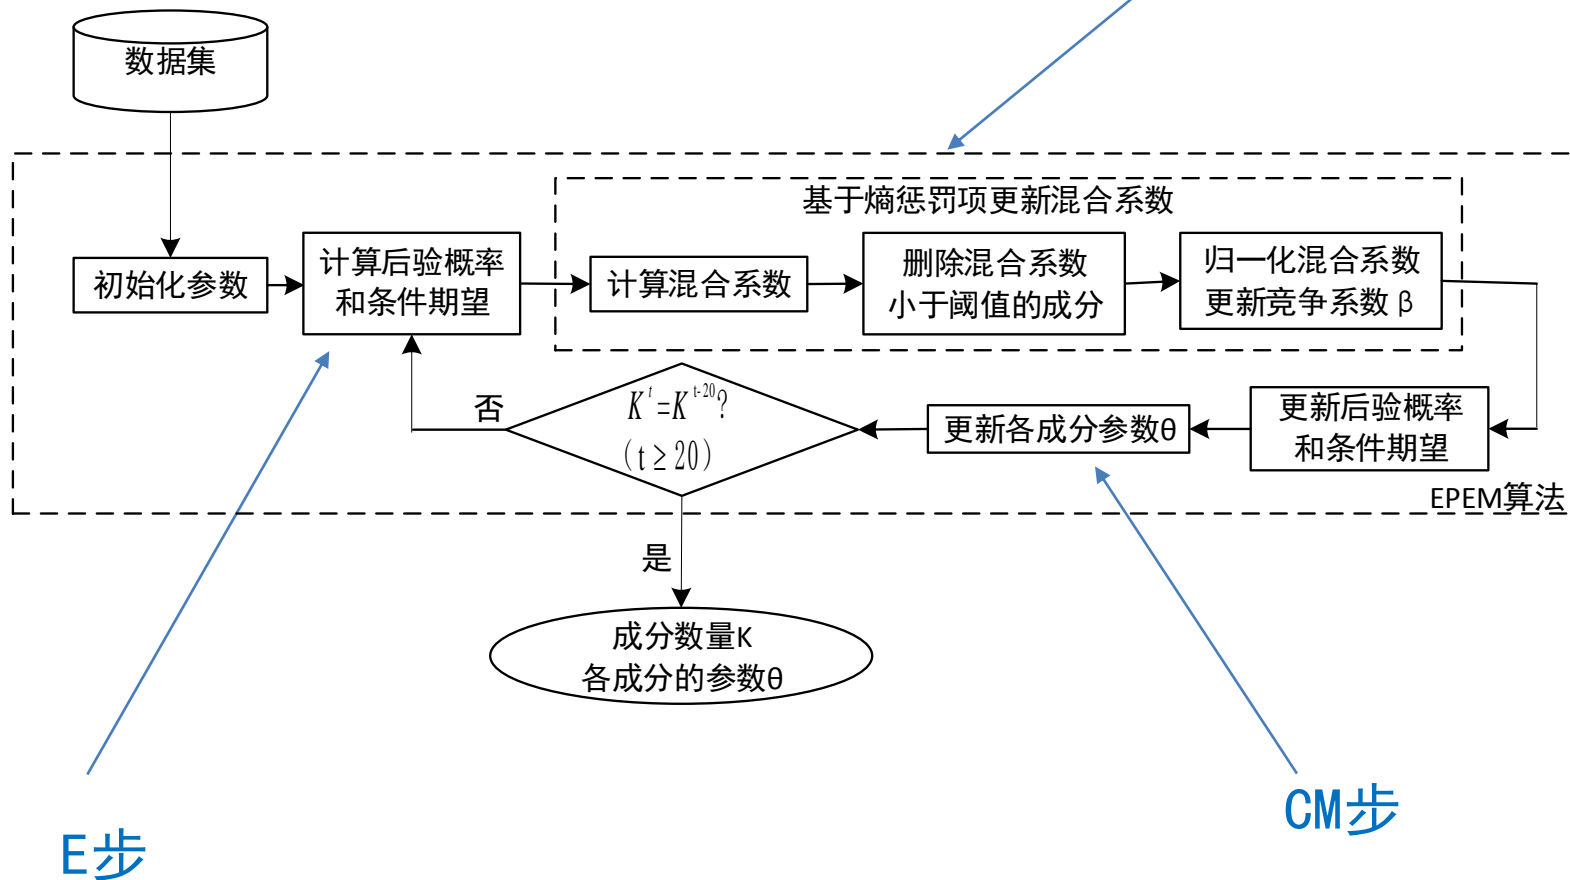 数据集
基于熵惩罚项更新混合系数
初始化参数
计算后验概率
和条件期望
计算混合系数
删除混合系数
小于阈值的成分
归一化混合系数
更新竞争系数 β
否
K^t=K^{t-20}?
(t ≥ 20)
更新各成分参数θ
更新后验概率
和条件期望
EPEM算法
是
成分数量K
各成分的参数θ
CM步
E步